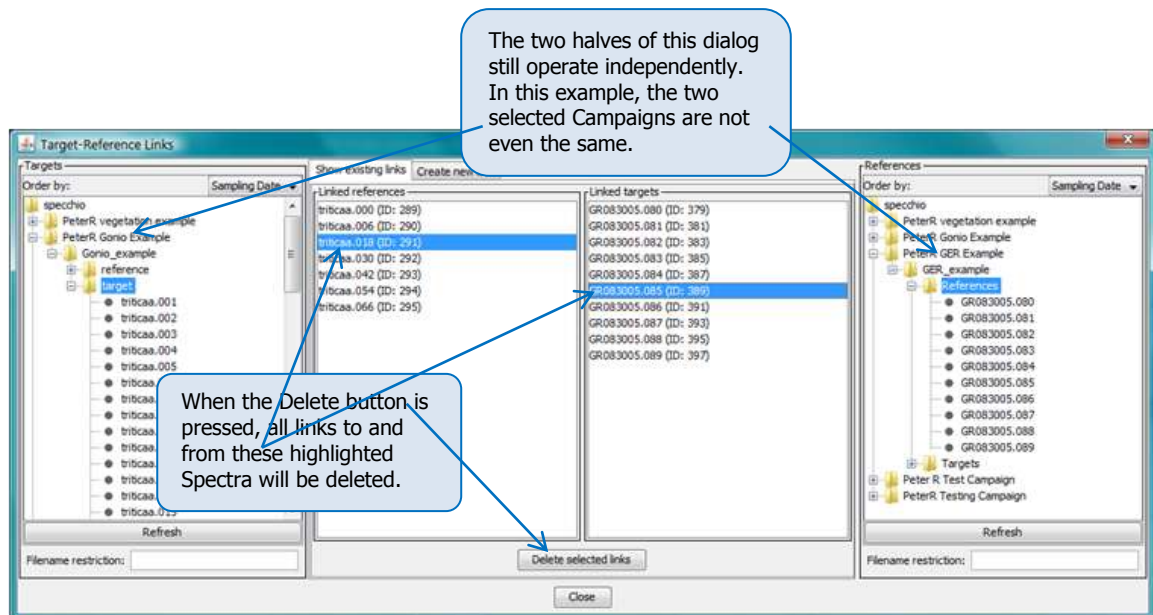 The two halves of this dialog
still operate independently.
In this example, the two
selected Campaigns are not
even the same.
Target-Reference Links
Targets
Order by:
Sampling Date
specchio
PeterR vegetation example
PeterR Gonio Example
Gonio_example
reference
target
triticaa.001
triticaa.002
triticaa.003
triticaa.004
triticaa.005
triticaa.
triticaa.
triticaa.
triticaa.
triticaa.
triticaa.
triticaa.
triticaa.013
Refresh
Filename restriction:
Show existing links
Create new
Linked references
triticaa.000 (ID: 289)
triticaa.006 (ID: 290)
triticaa.018 (ID: 291)
triticaa.030 (ID: 292)
triticaa.042 (ID: 293)
triticaa.054 (ID: 294)
triticaa.066 (ID: 295)
Linked targets
GR083005.080 (ID: 379)
GR083005.081 (ID: 381)
GR083005.082 (ID: 383)
GR083005.083 (ID: 385)
GR083005.084 (ID: 387)
GR083005.085 (ID: 389)
GR083005.086 (ID: 391)
GR083005.087 (ID: 393)
GR083005.088 (ID: 395)
GR083005.089 (ID: 397)
When the Delete button is
pressed, all links to and
from these highlighted
Spectra will be deleted.
Delete selected links
References
Order by:
Sampling Date
specchio
PeterR vegetation example
PeterR Gonio Example
PeterR GER Example
GER_example
References
GR083005.080
GR083005.081
GR083005.082
GR083005.083
GR083005.084
GR083005.085
GR083005.086
GR083005.087
GR083005.088
GR083005.089
Targets
Peter R Test Campaign
PeterR Testing Campaign
Refresh
Filename restriction:
Close